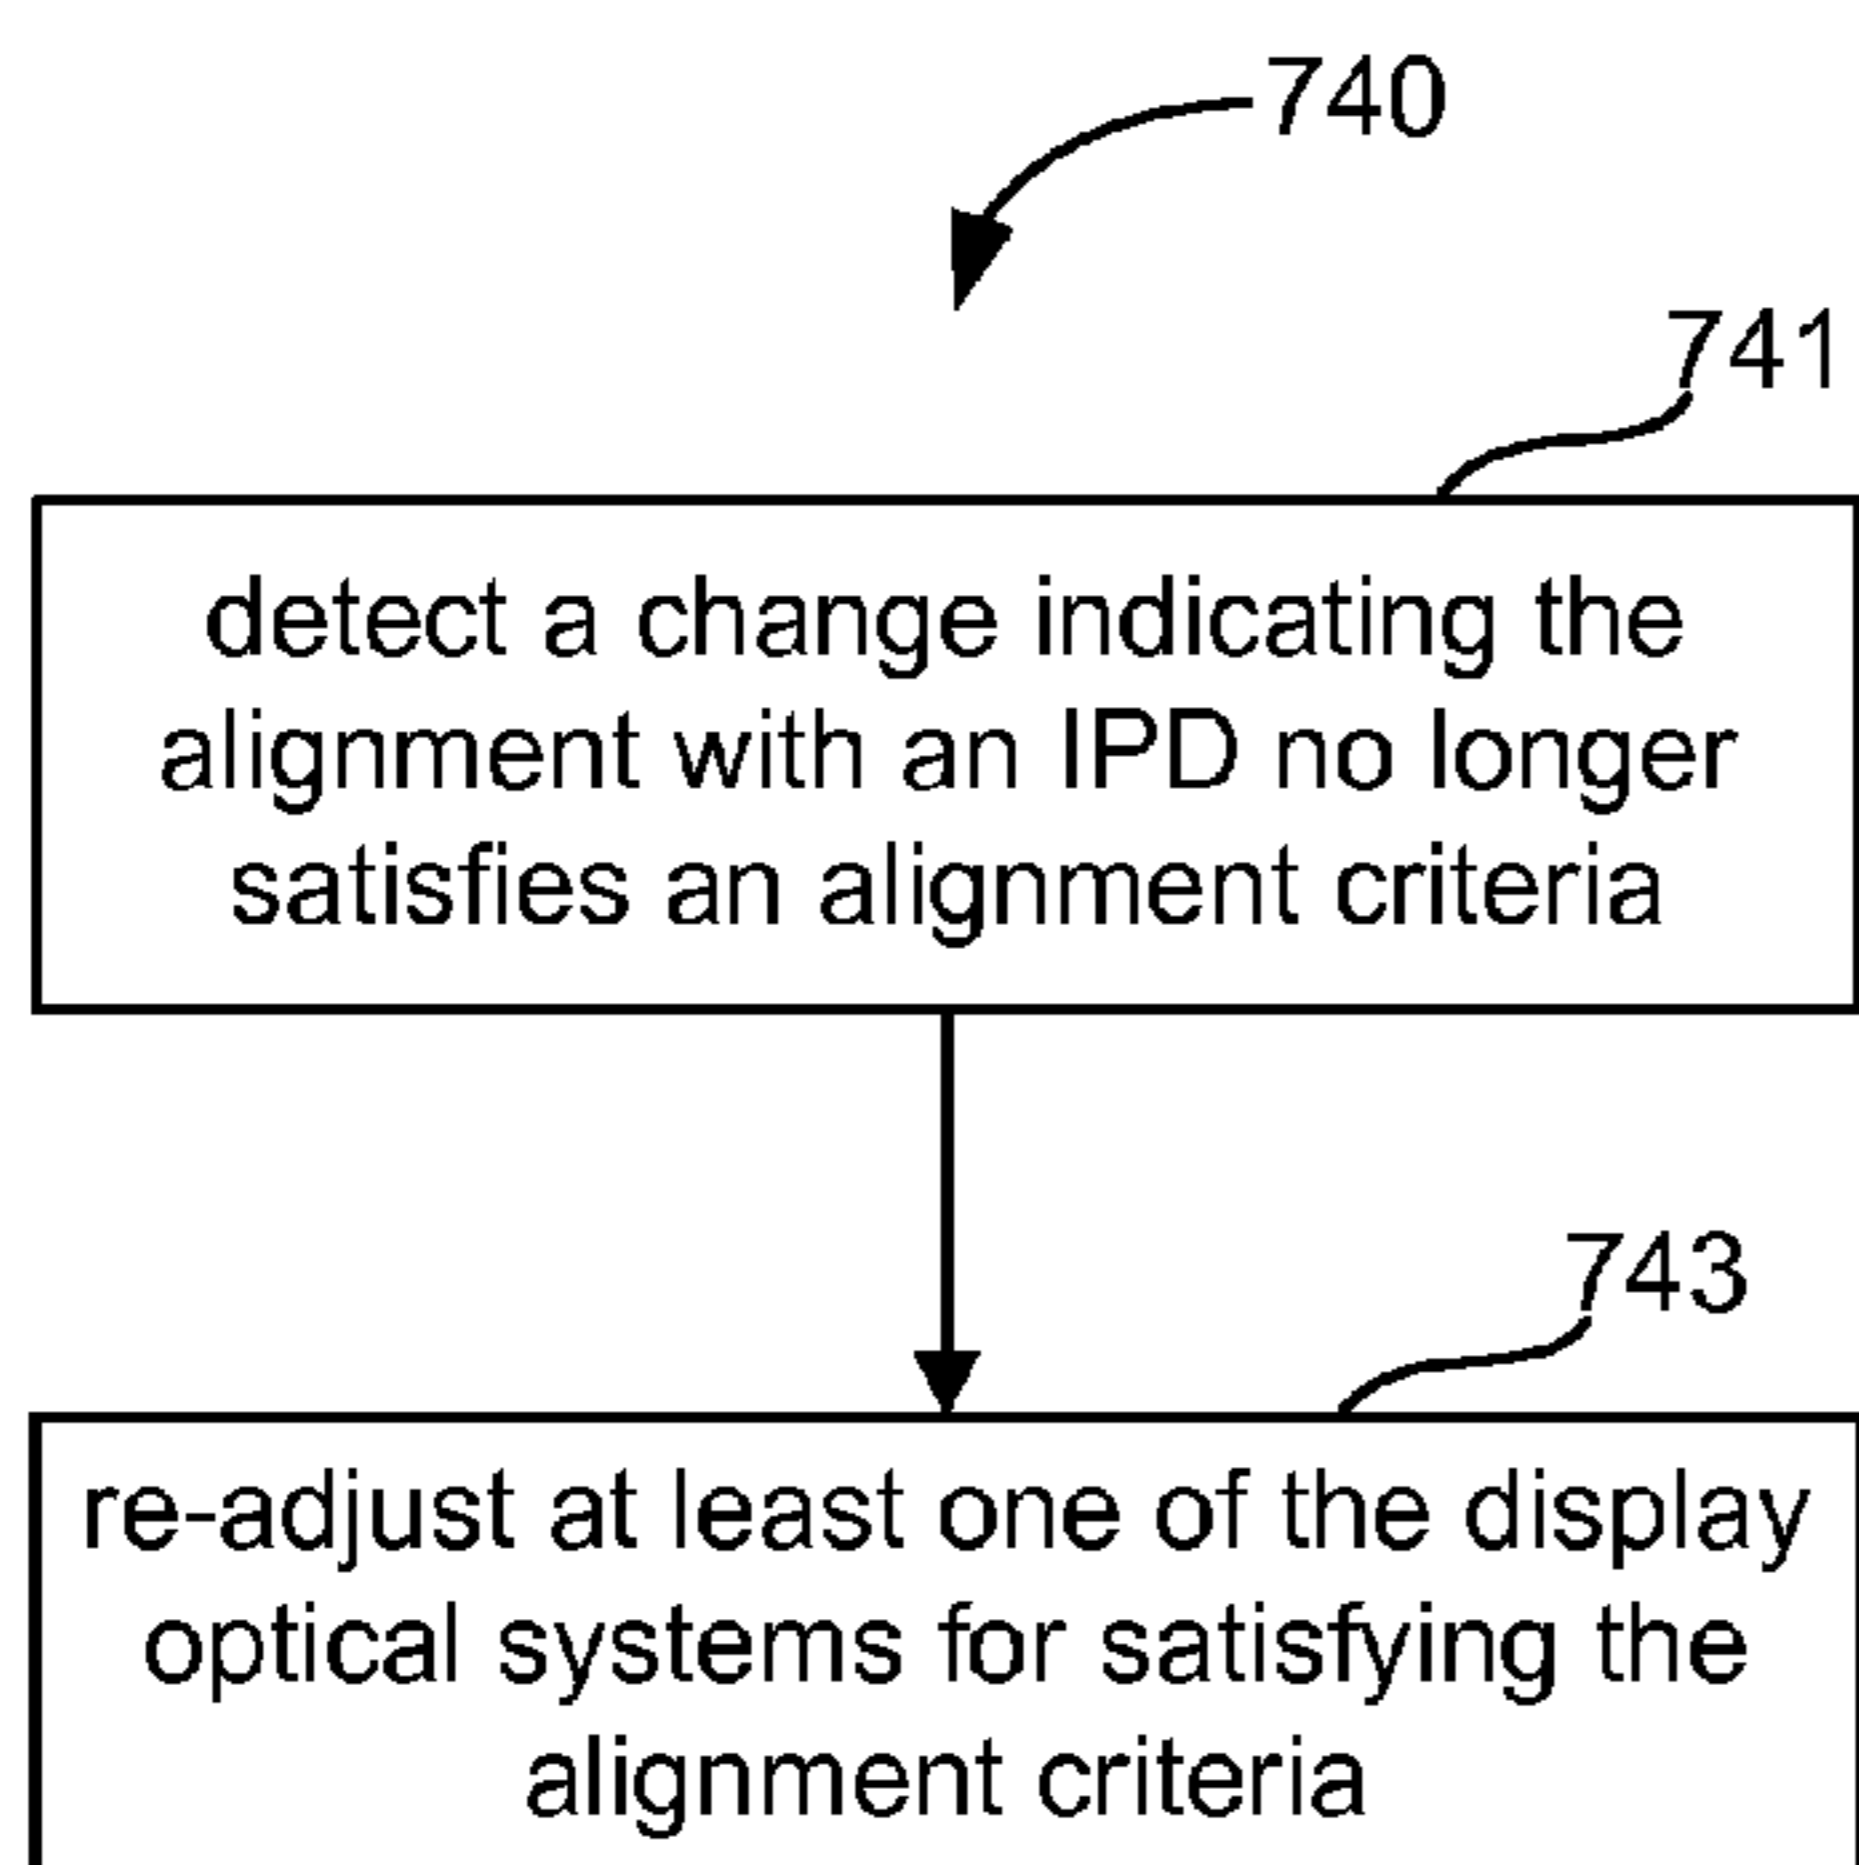 740
741
detect a change indicating the
alignment with an IPD no longer
satisfies an alignment criteria
743
re-adjust at least one of the display
optical systems for satisfying the
alignment criteria